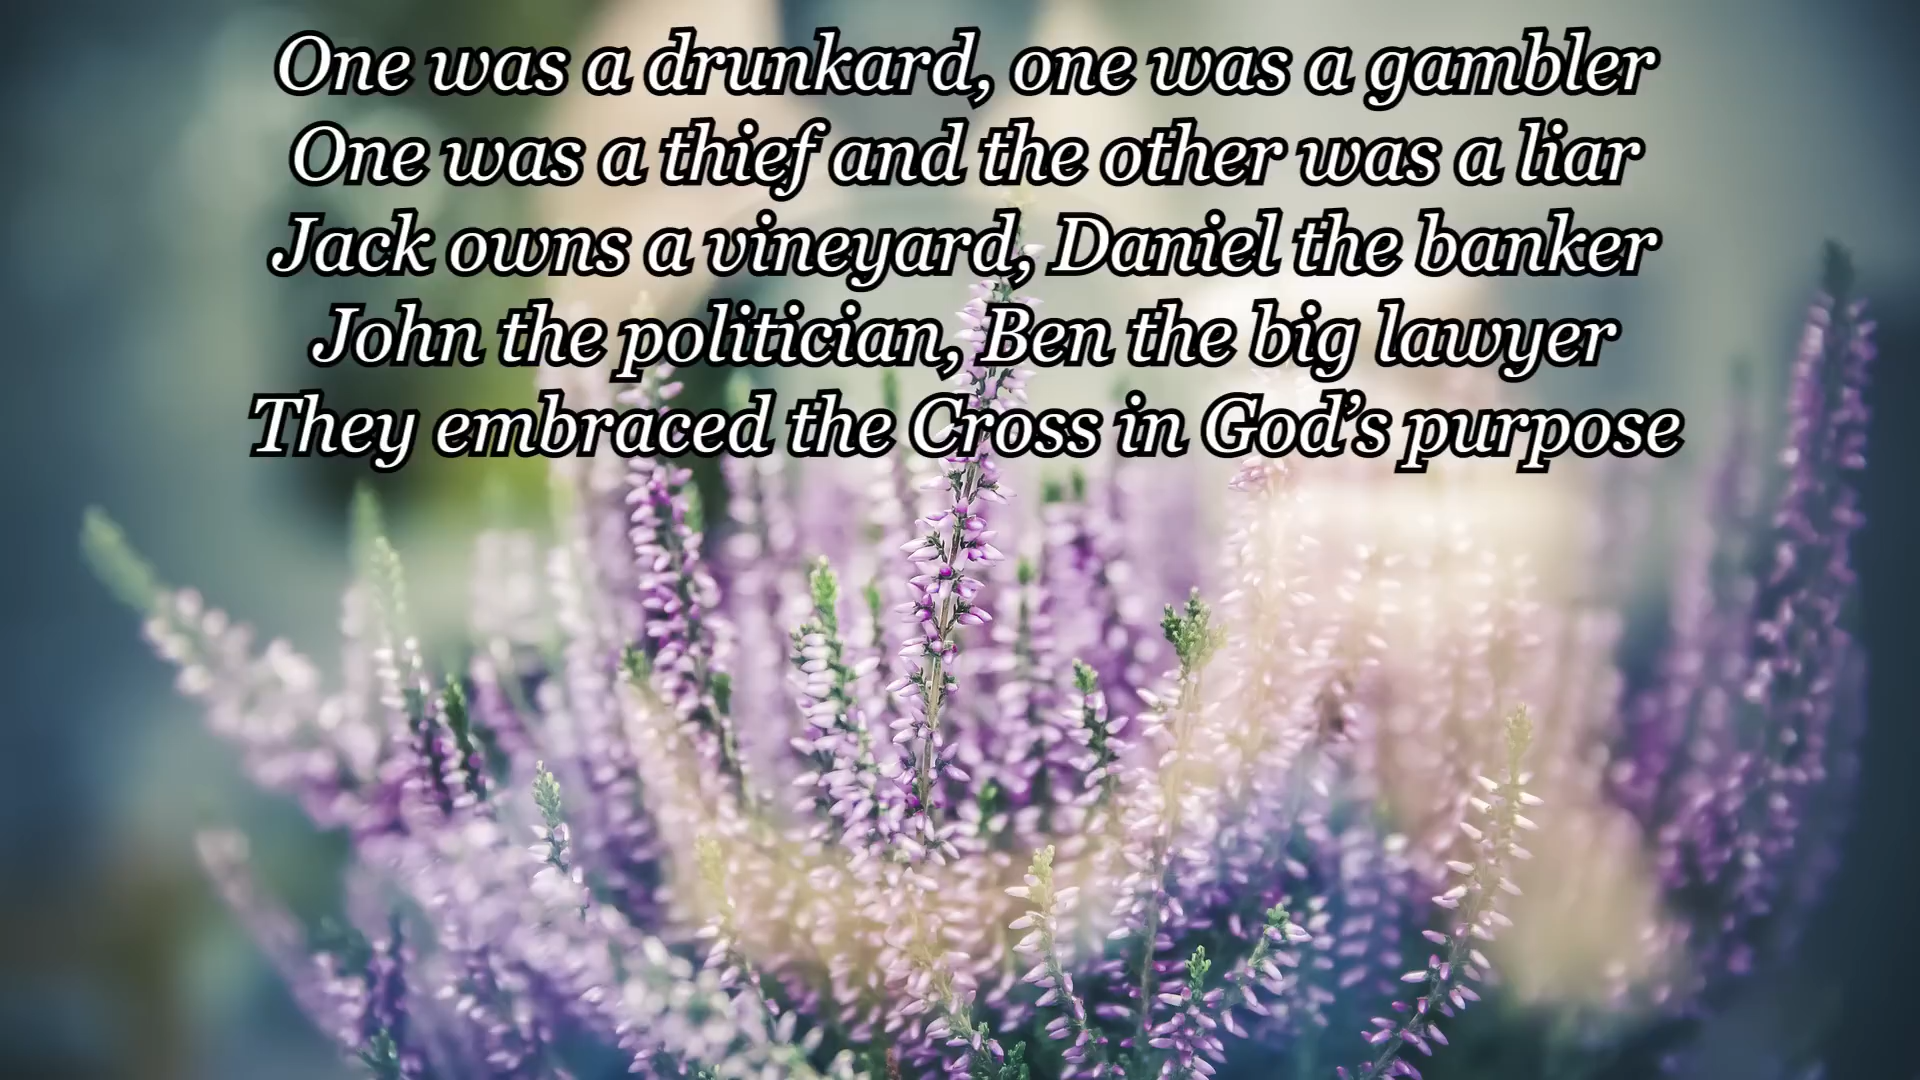 One was a drunkard, one was a gambler
One was a thief and the other was a liar
Jack owns a vineyard, Daniel the banker
John the politician, Ben the big lawyer
They embraced the Cross in God’s purpose